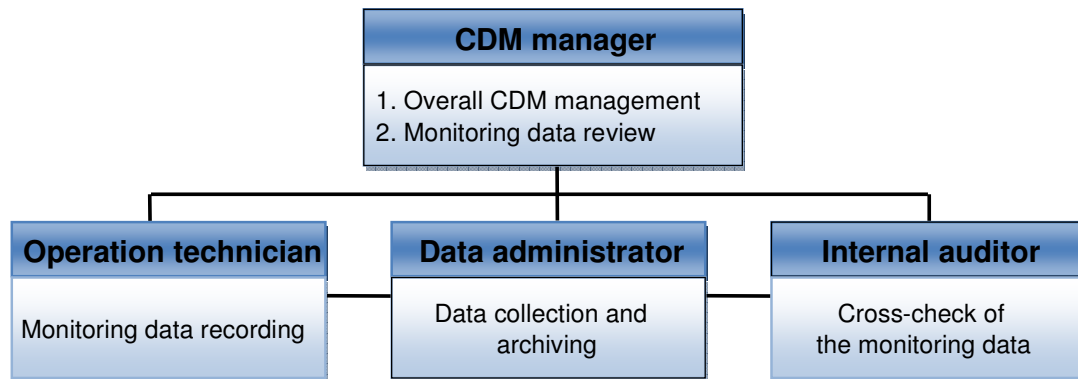 CDM manager
1. Overall CDM management
2. Monitoring data review
Operation technician
Monitoring data recording
Data administrator
Data collection and
archiving
Internal auditor
Cross-check of
the monitoring data